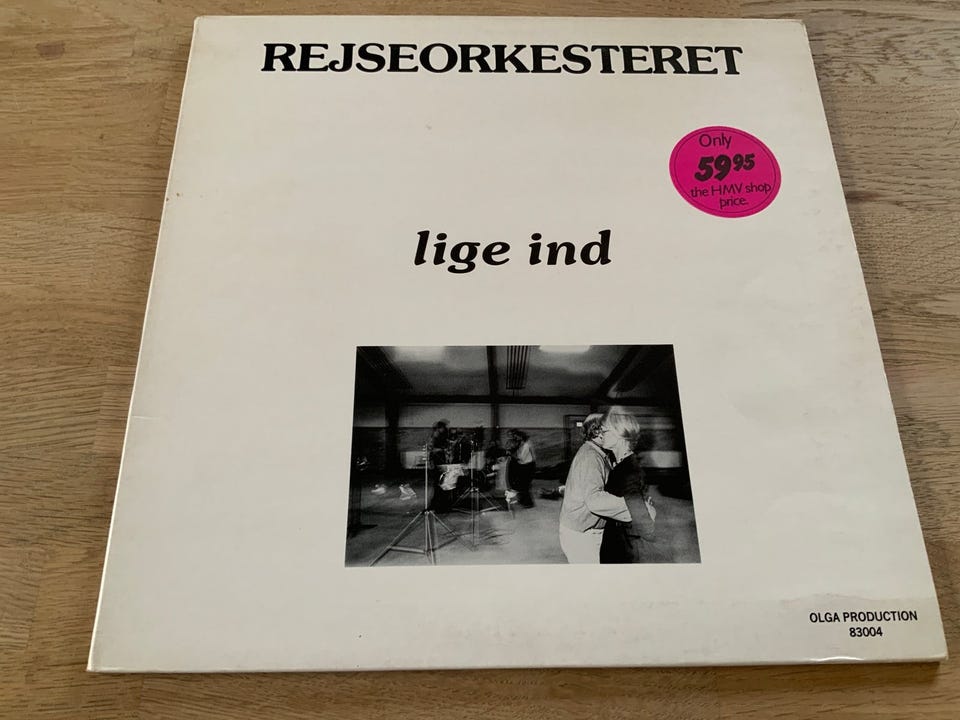 REJSEORKESTERET
Only
59.95
the HMV shop
price.
lige ind
OLGA PRODUCTION
83004